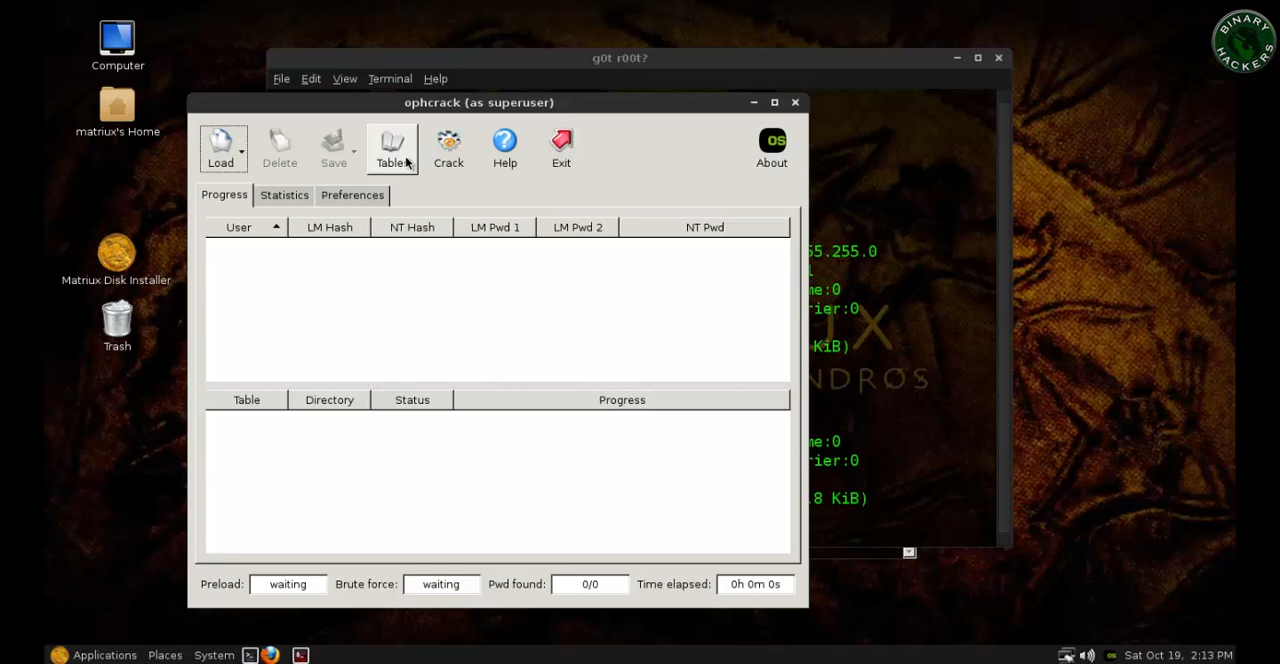 BINARY HACKERS
Computer
matriux's Home
Matriux Disk Installer
Trash
g0t r00t?
File Edit View Terminal Help
ophcrack (as superuser)
Load Delete Save Tables Crack Help Exit OS About
Progress Statistics Preferences
User LM Hash NT Hash LM Pwd 1 LM Pwd 2 NT Pwd
55.255.0
me:0
rier:0
KiB)
NDROS
Table Directory Status Progress
me:0
rier:0
.8 KiB)
Preload: waiting Brute force: waiting Pwd found: 0/0 Time elapsed: 0h 0m 0s
Applications Places System os Sat Oct 19, 2:13 PM